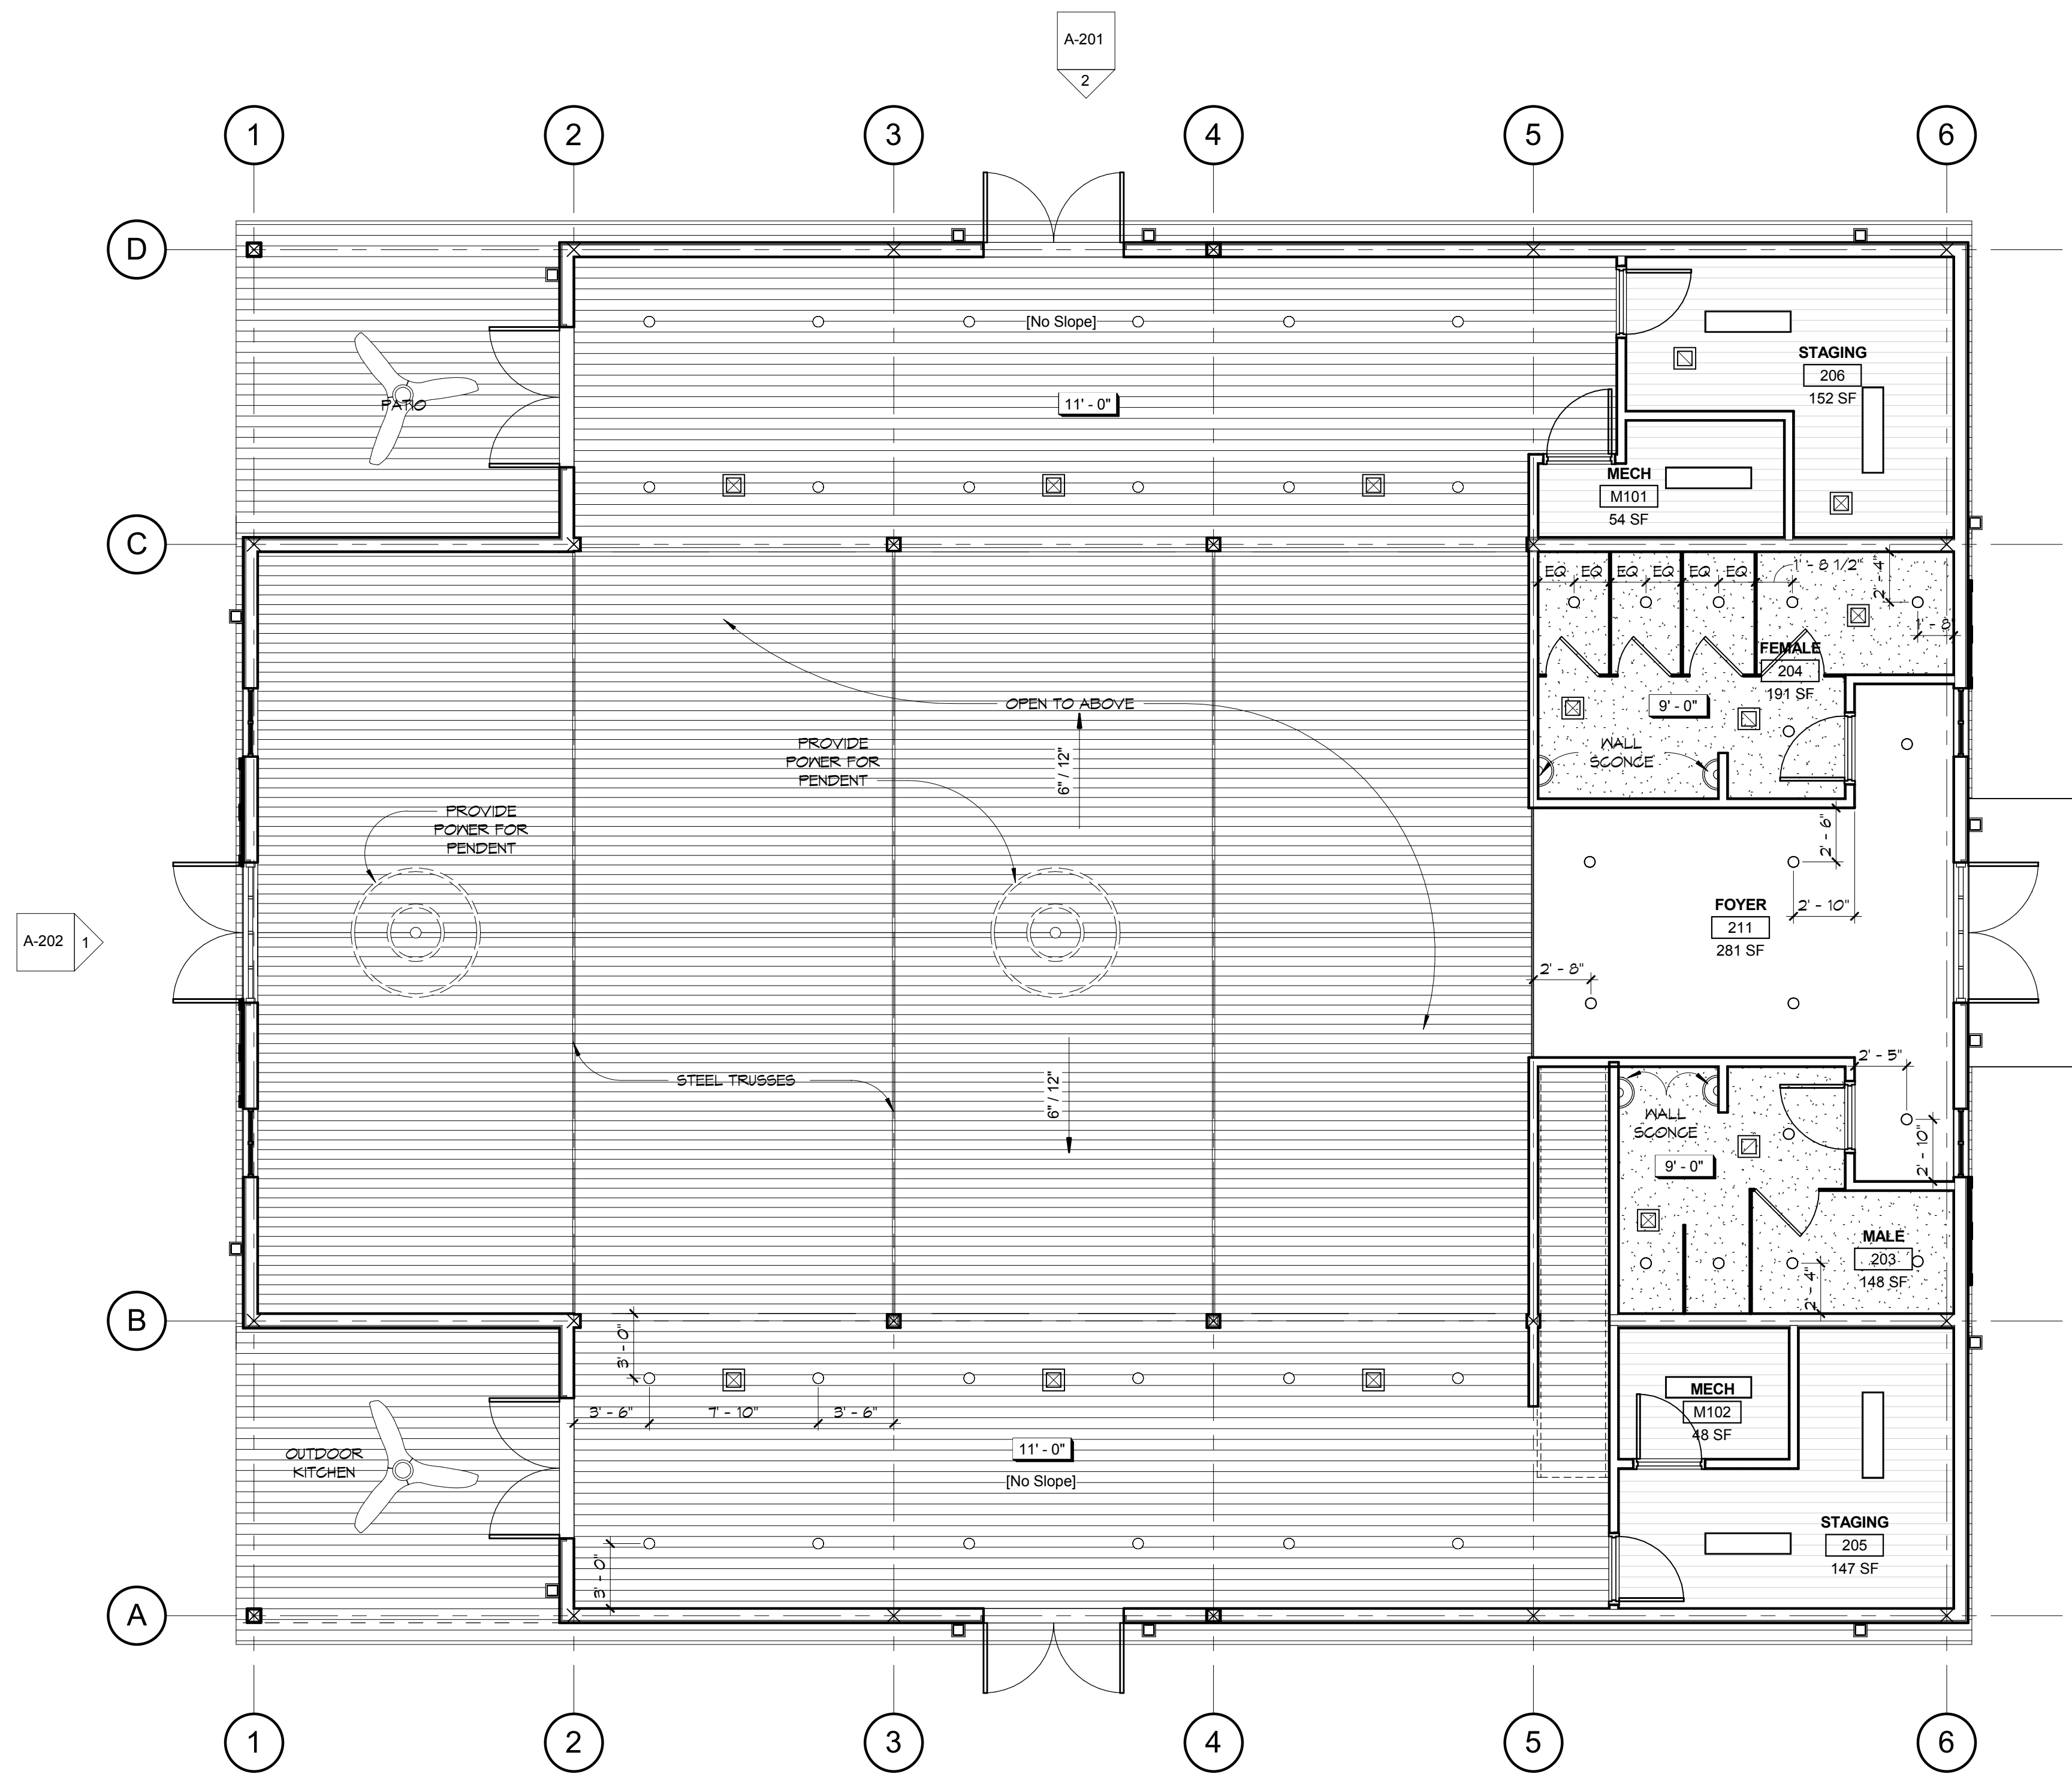 A-201
2
1
2
3
4
5
6
D
[No Slope]
STAGING
206
152 SF
PATIO
11' - 0"
MECH
M101
54 SF
C
EQ
EQ
EQ
EQ
EQ
EQ
1' - 8 1/2"
2' - 4"
1' - 8"
FEMALE
204
191 SF
9' - 0"
OPEN TO ABOVE
PROVIDE
POWER FOR
PENDENT
6" / 12"
WALL
SCONCE
PROVIDE
POWER FOR
PENDENT
2' - 6"
FOYER
211
281 SF
2' - 10"
A-202
1
2' - 8"
2' - 5"
STEEL TRUSSES
6" / 12"
WALL
SCONCE
9' - 0"
2' - 10"
MALE
203
148 SF
2' - 4"
B
3' - 0"
3' - 6"
7' - 10"
3' - 6"
MECH
M102
48 SF
OUTDOOR
KITCHEN
11' - 0"
[No Slope]
STAGING
205
147 SF
3' - 0"
A
1
2
3
4
5
6